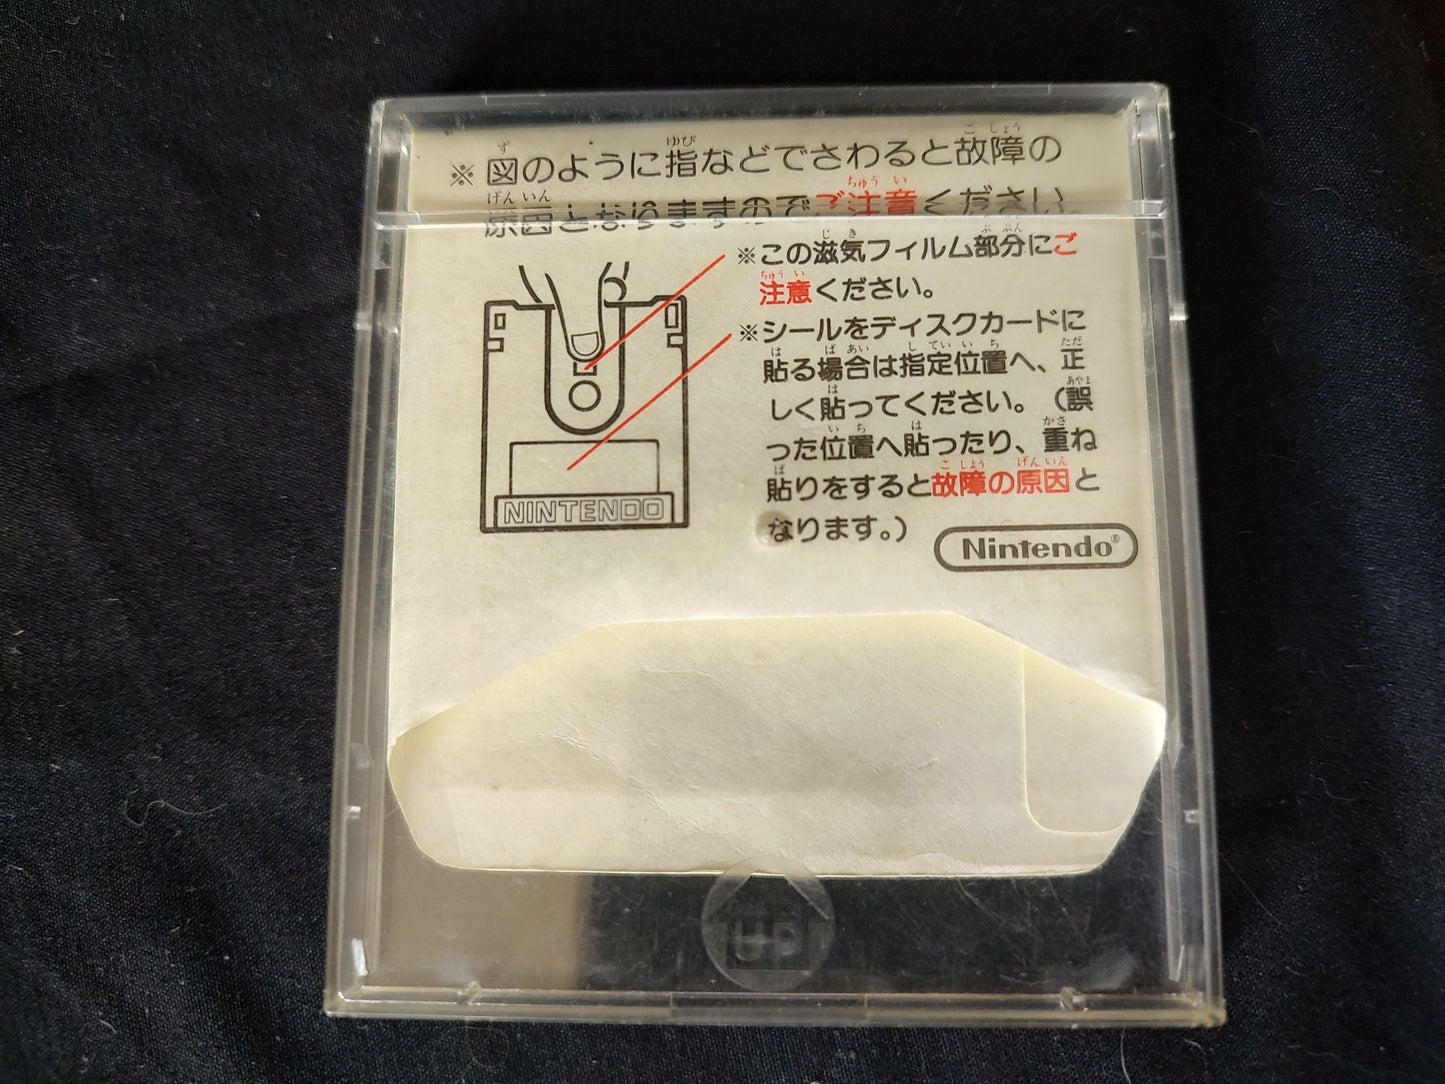 ※図のように指などでさわると故障の
原因となりますのでご注意ください。
※この滋気フィルム部分にご
注意ください。
※シールをディスクカードに
貼る場合は指定位置へ、正
しく貼ってください。(誤
った位置へ貼ったり、重ね
貼りをすると故障の原因と
なります。)
NINTENDO
Nintendo®
UP